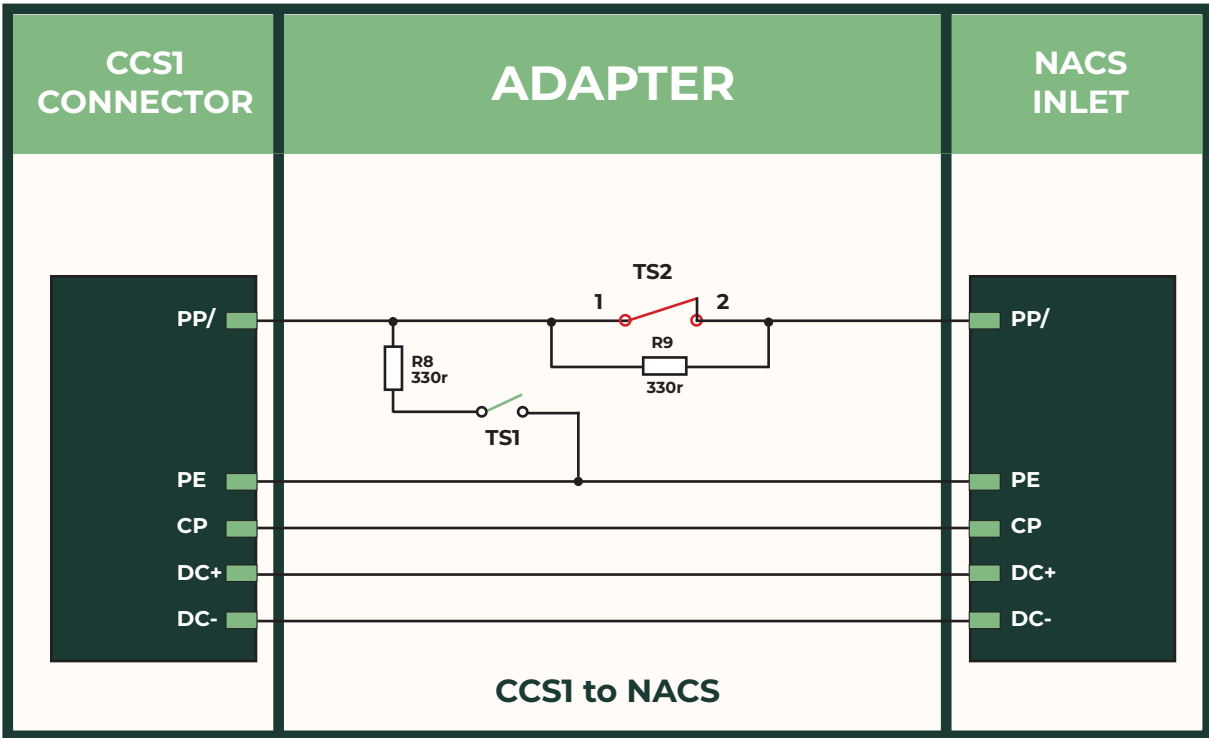 CCS1
CONNECTOR
ADAPTER
NACS
INLET
TS2
1
2
PP/
PP/
R9
330r
R8
330r
TS1
PE
PE
CP
CP
DC+
DC+
DC-
DC-
CCS1 to NACS